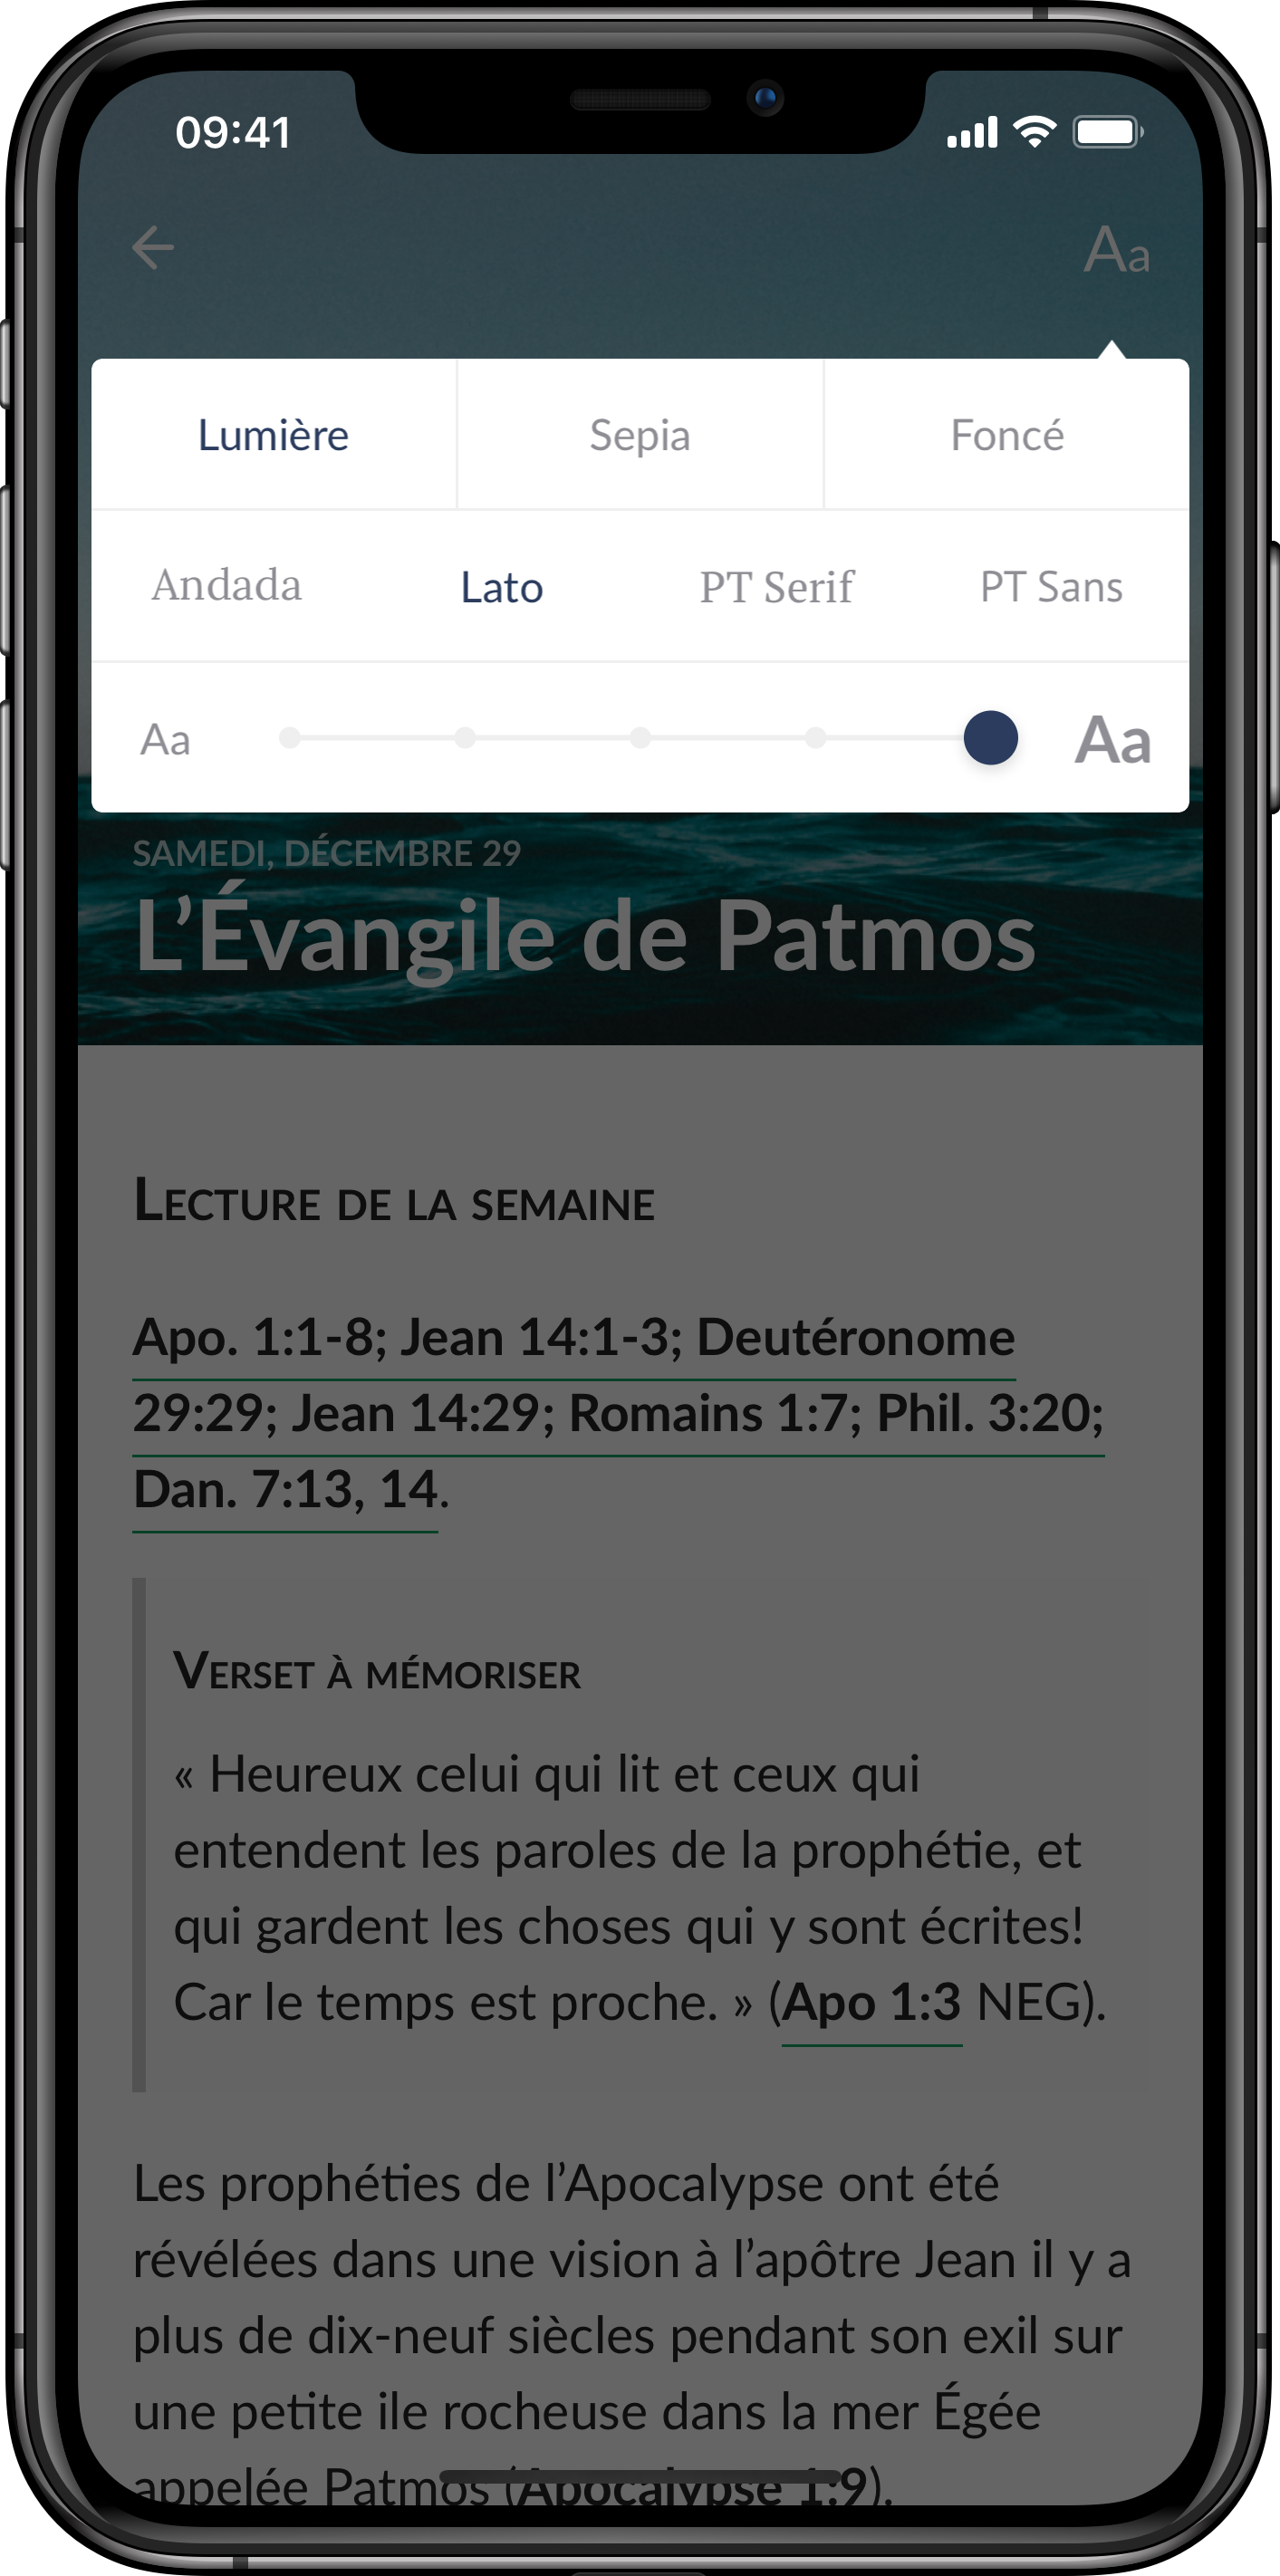 09:41
Aa
Lumière Sepia Foncé
Andada Lato PT Serif PT Sans
Aa Aa
SAMEDI, DÉCEMBRE 29
L’Évangile de Patmos
Lecture de la semaine
Apo. 1:1-8; Jean 14:1-3; Deutéronome
29:29; Jean 14:29; Romains 1:7; Phil. 3:20;
Dan. 7:13, 14.
Verset à mémoriser
« Heureux celui qui lit et ceux qui
entendent les paroles de la prophétie, et
qui gardent les choses qui y sont écrites!
Car le temps est proche. » (Apo 1:3 NEG).
Les prophéties de l’Apocalypse ont été
révélées dans une vision à l’apôtre Jean il y a
plus de dix-neuf siècles pendant son exil sur
une petite ile rocheuse dans la mer Égée
appelée Patmos (Apocalypse 1:9).